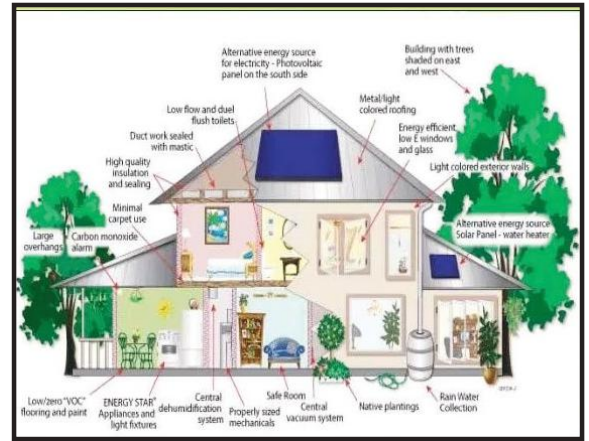 Alternative energy source
for electricity - Photovoltaic
panel on the south side
Building with trees
shaded on east
and west
Metal/light
colored roofing
Low flow and duel
flush toilets
Energy efficient
low E windows
and glass
Duct work sealed
with mastic
High quality
insulation
and sealing
Light colored exterior walls
Minimal
carpet use
Large
overhangs
Carbon monoxide
alarm
Alternative energy source
Solar Panel - water heater
Low/zero "VOC"
flooring and paint
ENERGY STAR®
Appliances and
light fixtures
Central
dehumidification
system
Properly sized
mechanicals
Safe Room
Central
vacuum system
Native plantings
Rain Water
Collection